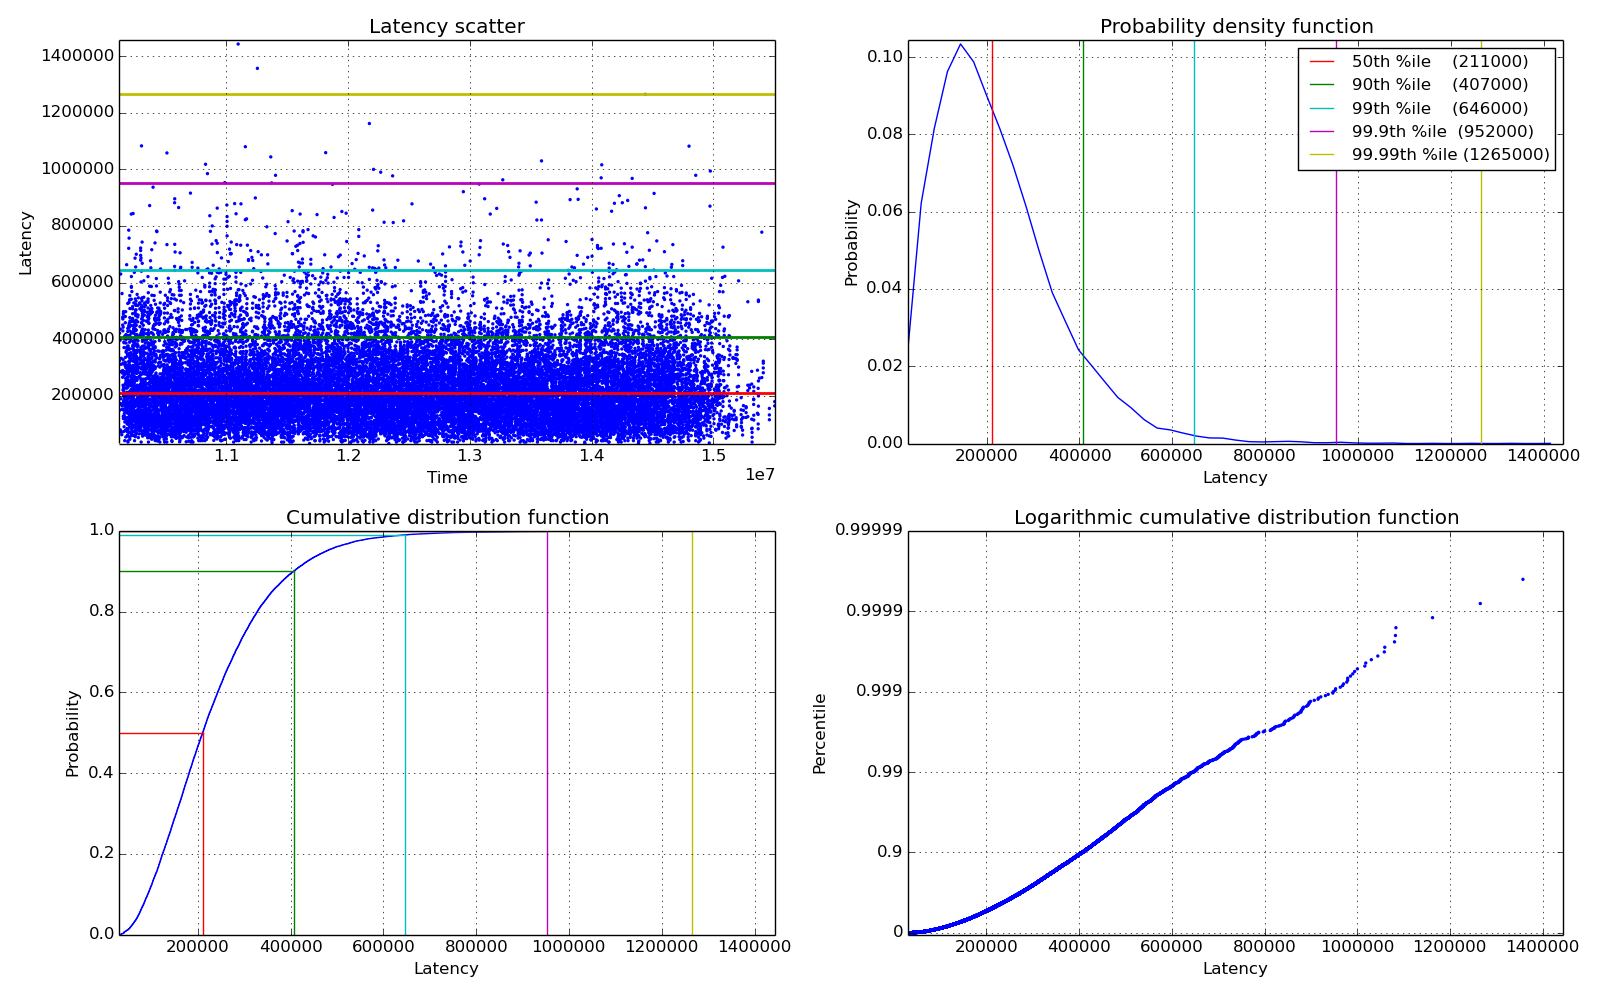 Latency scatter
1400000
1200000
1000000
800000
600000
400000
200000
Latency
1.1
1.2
1.3
1.4
1.5
1e7
Time
Probability density function
0.10
0.08
0.06
0.04
0.02
0.00
Probability
50th %ile (211000)
90th %ile (407000)
99th %ile (646000)
99.9th %ile (952000)
99.99th %ile (1265000)
200000
400000
600000
800000
1000000
1200000
1400000
Latency
Cumulative distribution function
1.0
0.8
0.6
0.4
0.2
0.0
Probability
200000
400000
600000
800000
1000000
1200000
1400000
Latency
Logarithmic cumulative distribution function
0.99999
0.9999
0.999
0.99
0.9
0
Percentile
200000
400000
600000
800000
1000000
1200000
1400000
Latency